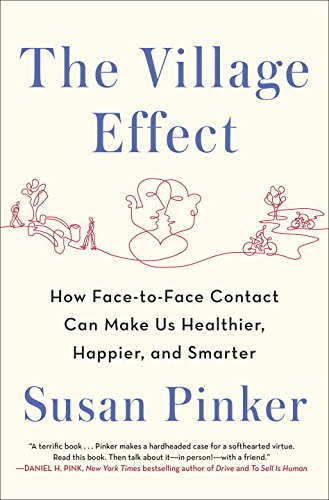 The Village
Effect
How Face-to-Face Contact
Can Make Us Healthier,
Happier, and Smarter
Susan Pinker
"A terrific book . . . Pinker makes a hardheaded case for a softhearted virtue.
Read this book. Then talk about it—in person!—with a friend."
—DANIEL H. PINK, New York Times bestselling author of Drive and To Sell Is Human